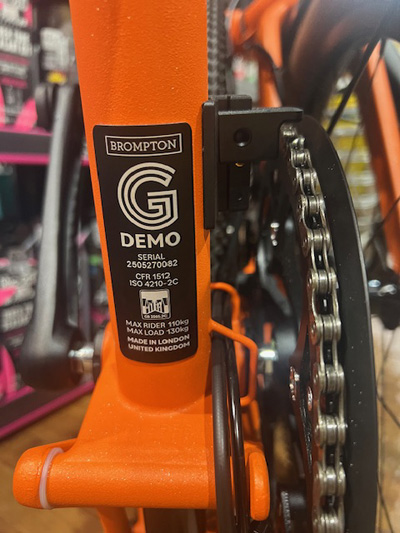 BROMPTON
G
DEMO
SERIAL
2505270082
CFR 1512
ISO 4210-2C
MAX RIDER 110kg
MAX LOAD 130kg
MADE IN LONDON
UNITED KINGDOM